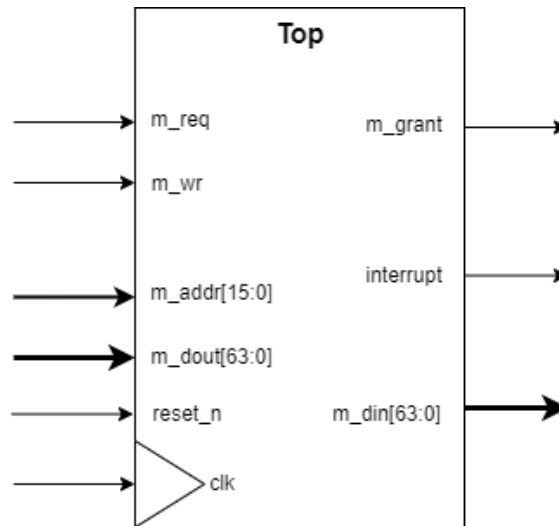 Top
m_req
m_grant
m_wr
interrupt
m_addr[15:0]
m_dout[63:0]
reset_n
m_din[63:0]
clk